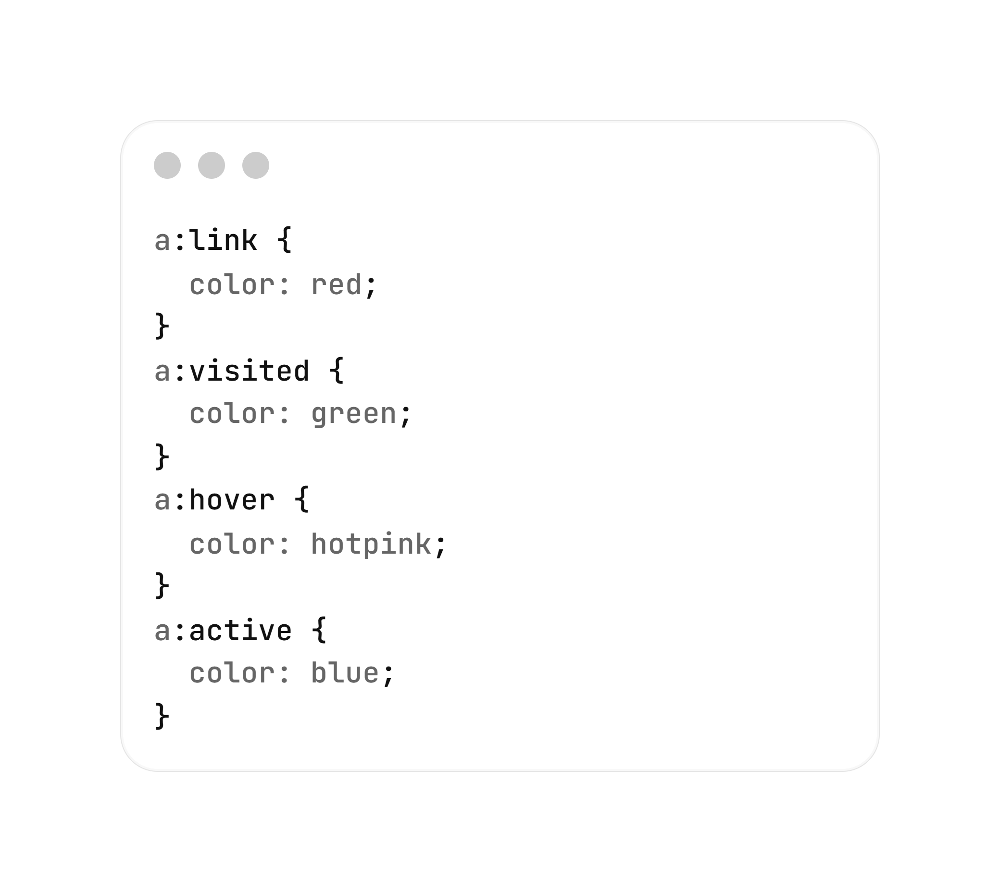 a:link {
  color: red;
}
a:visited {
  color: green;
}
a:hover {
  color: hotpink;
}
a:active {
  color: blue;
}